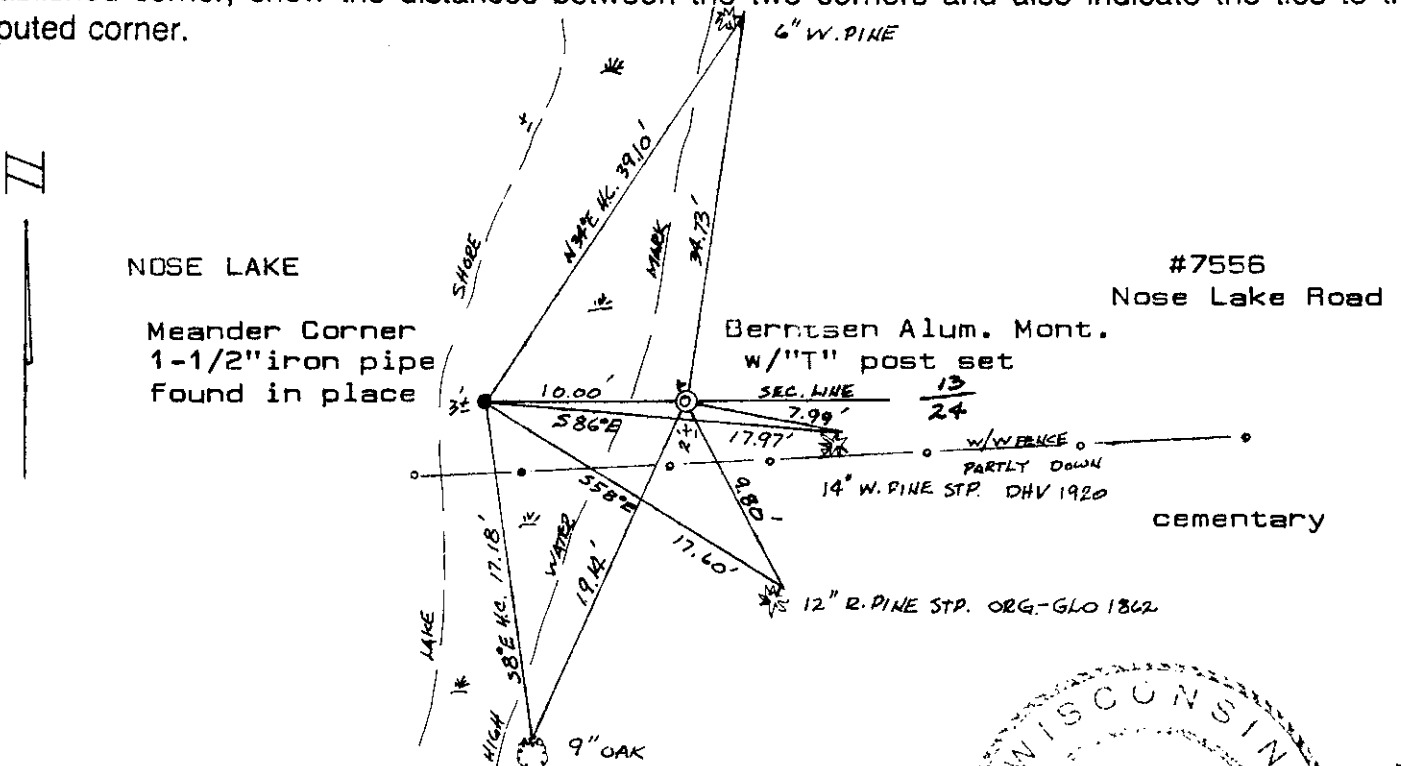 puted corner.
6" W. PINE
N34°E H.C. 39.10'
34.73'
SHORE
MARK
NOSE LAKE
#7556
Nose Lake Road
Meander Corner
1-1/2"iron pipe
found in place
Berntsen Alum. Mont.
w/"T" post set
3'±
10.00'
SEC. LINE
13
24
7.99'
S86°E
17.97'
2'±
W/W FENCE
PARTLY DOWN
14" W. PINE STP. DHV 1920
S58°E
9.80'
cementary
17.60'
WATER
19.14'
S8°E H.C. 17.18'
12" R. PINE STP. ORG-GLO 1862
LAKE
HIGH
9" OAK
WISCONSIN